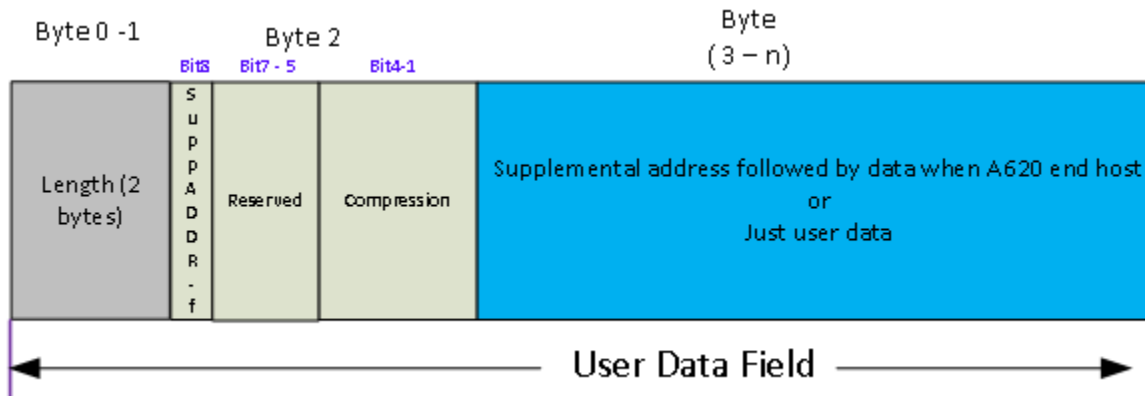 Byte 0 -1
Byte 2
Byte
(3 – n)
Bit8
Bit7 - 5
Bit4-1
Length (2
bytes)
S
u
p
p
A
D
D
R
-
f
Reserved
Compression
Supplemental address followed by data when A620 end host
or
Just user data
User Data Field